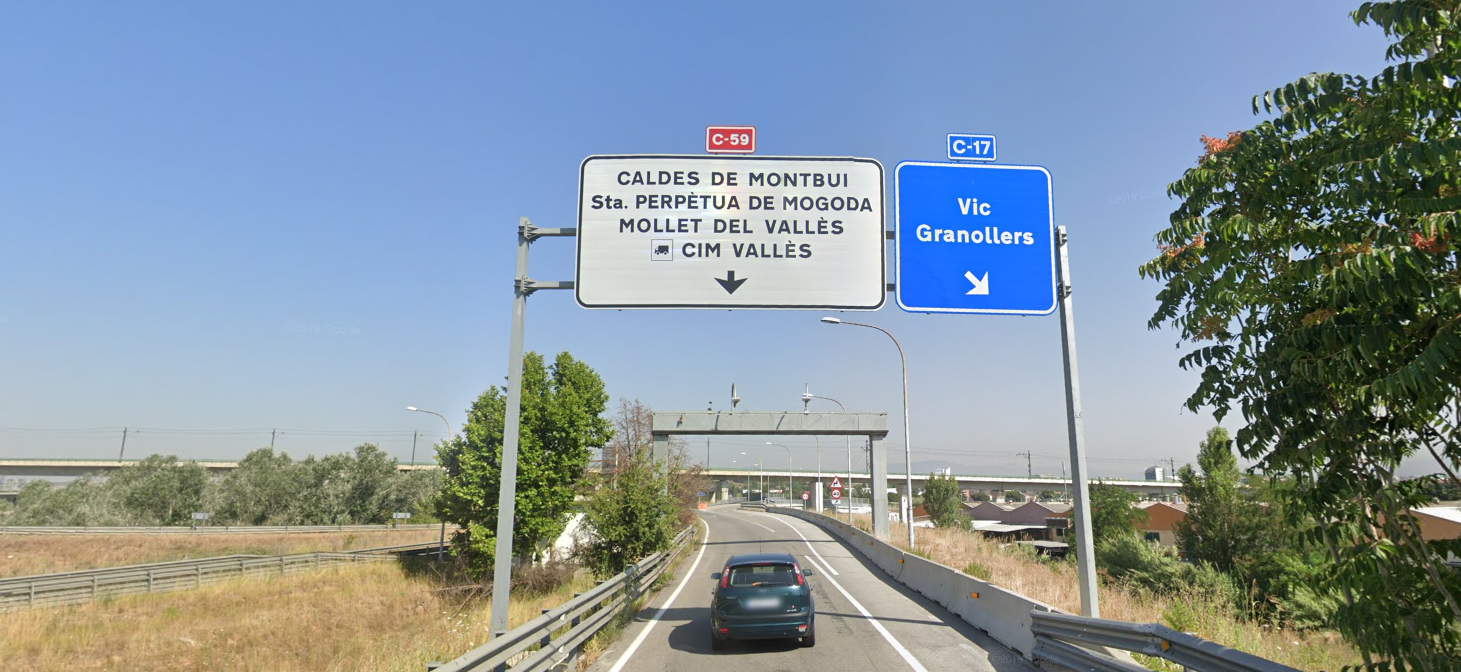 C-59
CALDES DE MONTBUI
Sta. PERPÈTUA DE MOGODA
MOLLET DEL VALLÈS
CIM VALLÈS
C-17
Vic
Granollers